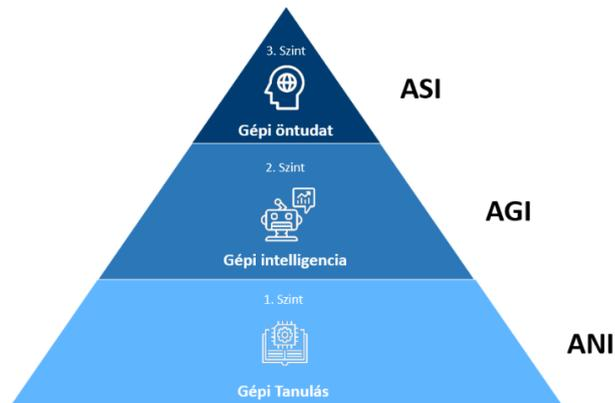 3. Szint
Gépi öntudat
ASI
2. Szint
Gépi intelligencia
AGI
1. Szint
Gépi Tanulás
ANI